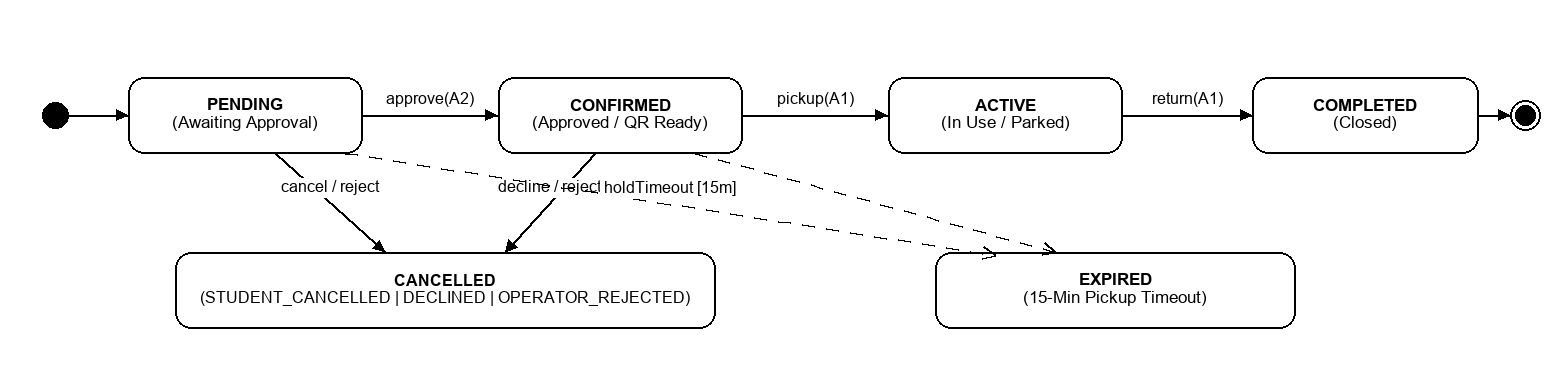 PENDING
(Awaiting Approval)
approve(A2)
CONFIRMED
(Approved / QR Ready)
pickup(A1)
ACTIVE
(In Use / Parked)
return(A1)
COMPLETED
(Closed)
cancel / reject
decline / reject
holdTimeout [15m]
CANCELLED
(STUDENT_CANCELLED | DECLINED | OPERATOR_REJECTED)
EXPIRED
(15-Min Pickup Timeout)